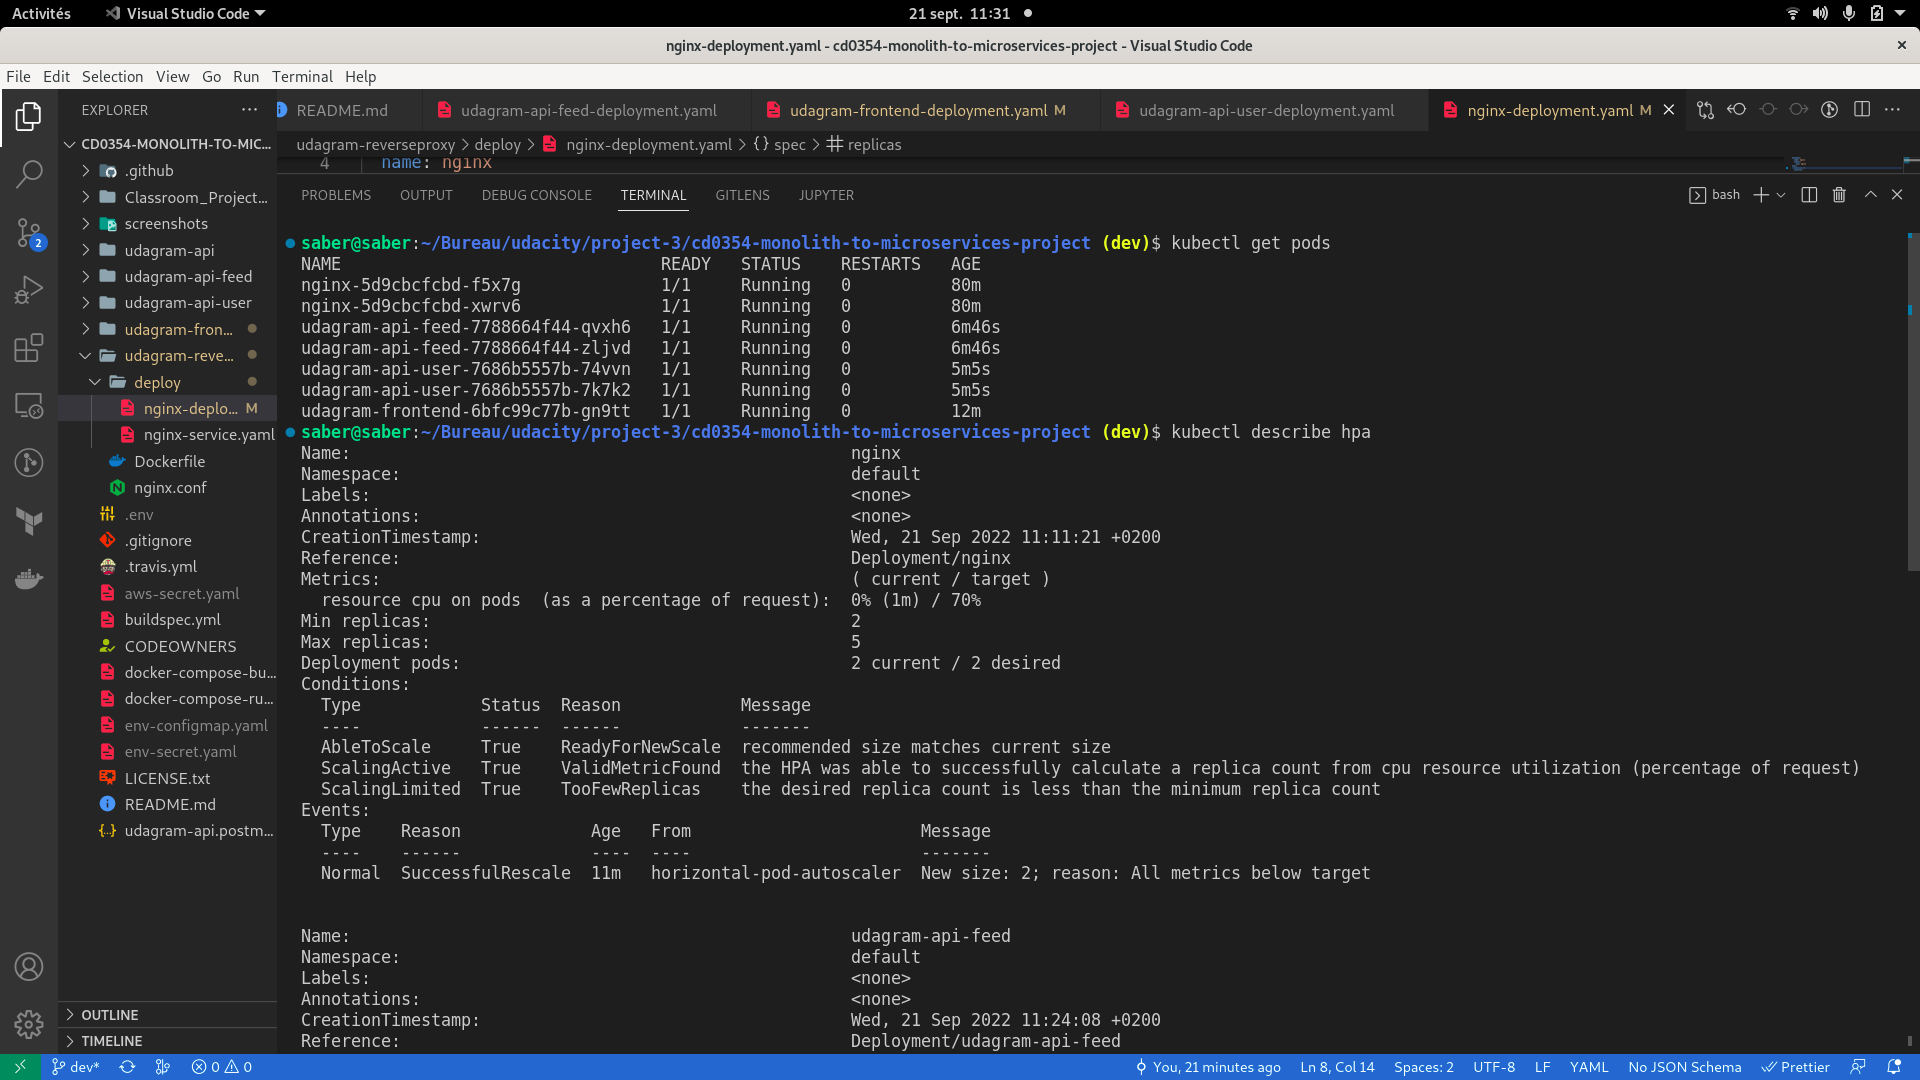 Activités
Visual Studio Code
21 sept. 11:31
nginx-deployment.yaml - cd0354-monolith-to-microservices-project - Visual Studio Code
File Edit Selection View Go Run Terminal Help
EXPLORER
README.md
udagram-api-feed-deployment.yaml
udagram-frontend-deployment.yaml M
udagram-api-user-deployment.yaml
nginx-deployment.yaml M
udagram-reverseproxy > deploy > nginx-deployment.yaml > {} spec > replicas
4 name: nginx
CD0354-MONOLITH-TO-MIC...
.github
Classroom_Project...
screenshots
udagram-api
udagram-api-feed
udagram-api-user
udagram-fron...
udagram-reve...
deploy
nginx-deplo... M
nginx-service.yaml
Dockerfile
nginx.conf
.env
.gitignore
.travis.yml
aws-secret.yaml
buildspec.yml
CODEOWNERS
docker-compose-bu...
docker-compose-ru...
env-configmap.yaml
env-secret.yaml
LICENSE.txt
README.md
udagram-api.postm...
OUTLINE
TIMELINE
2
PROBLEMS OUTPUT DEBUG CONSOLE TERMINAL GITLENS JUPYTER
bash
saber@saber:~/Bureau/udacity/project-3/cd0354-monolith-to-microservices-project (dev)$ kubectl get pods
NAME READY STATUS RESTARTS AGE
nginx-5d9cbcfcbd-f5x7g 1/1 Running 0 80m
nginx-5d9cbcfcbd-xwrv6 1/1 Running 0 80m
udagram-api-feed-7788664f44-qvxh6 1/1 Running 0 6m46s
udagram-api-feed-7788664f44-zljvd 1/1 Running 0 6m46s
udagram-api-user-7686b5557b-74vvn 1/1 Running 0 5m5s
udagram-api-user-7686b5557b-7k7k2 1/1 Running 0 5m5s
udagram-frontend-6bfc99c77b-gn9tt 1/1 Running 0 12m
saber@saber:~/Bureau/udacity/project-3/cd0354-monolith-to-microservices-project (dev)$ kubectl describe hpa
Name: nginx
Namespace: default
Labels: <none>
Annotations: <none>
CreationTimestamp: Wed, 21 Sep 2022 11:11:21 +0200
Reference: Deployment/nginx
Metrics: ( current / target )
resource cpu on pods (as a percentage of request): 0% (1m) / 70%
Min replicas: 2
Max replicas: 5
Deployment pods: 2 current / 2 desired
Conditions:
Type Status Reason Message
---- ------ ------ -------
AbleToScale True ReadyForNewScale recommended size matches current size
ScalingActive True ValidMetricFound the HPA was able to successfully calculate a replica count from cpu resource utilization (percentage of request)
ScalingLimited True TooFewReplicas the desired replica count is less than the minimum replica count
Events:
Type Reason Age From Message
---- ------ ---- ---- -------
Normal SuccessfulRescale 11m horizontal-pod-autoscaler New size: 2; reason: All metrics below target
Name: udagram-api-feed
Namespace: default
Labels: <none>
Annotations: <none>
CreationTimestamp: Wed, 21 Sep 2022 11:24:08 +0200
Reference: Deployment/udagram-api-feed
dev* 0 0 You, 21 minutes ago Ln 8, Col 14 Spaces: 2 UTF-8 LF YAML No JSON Schema Prettier